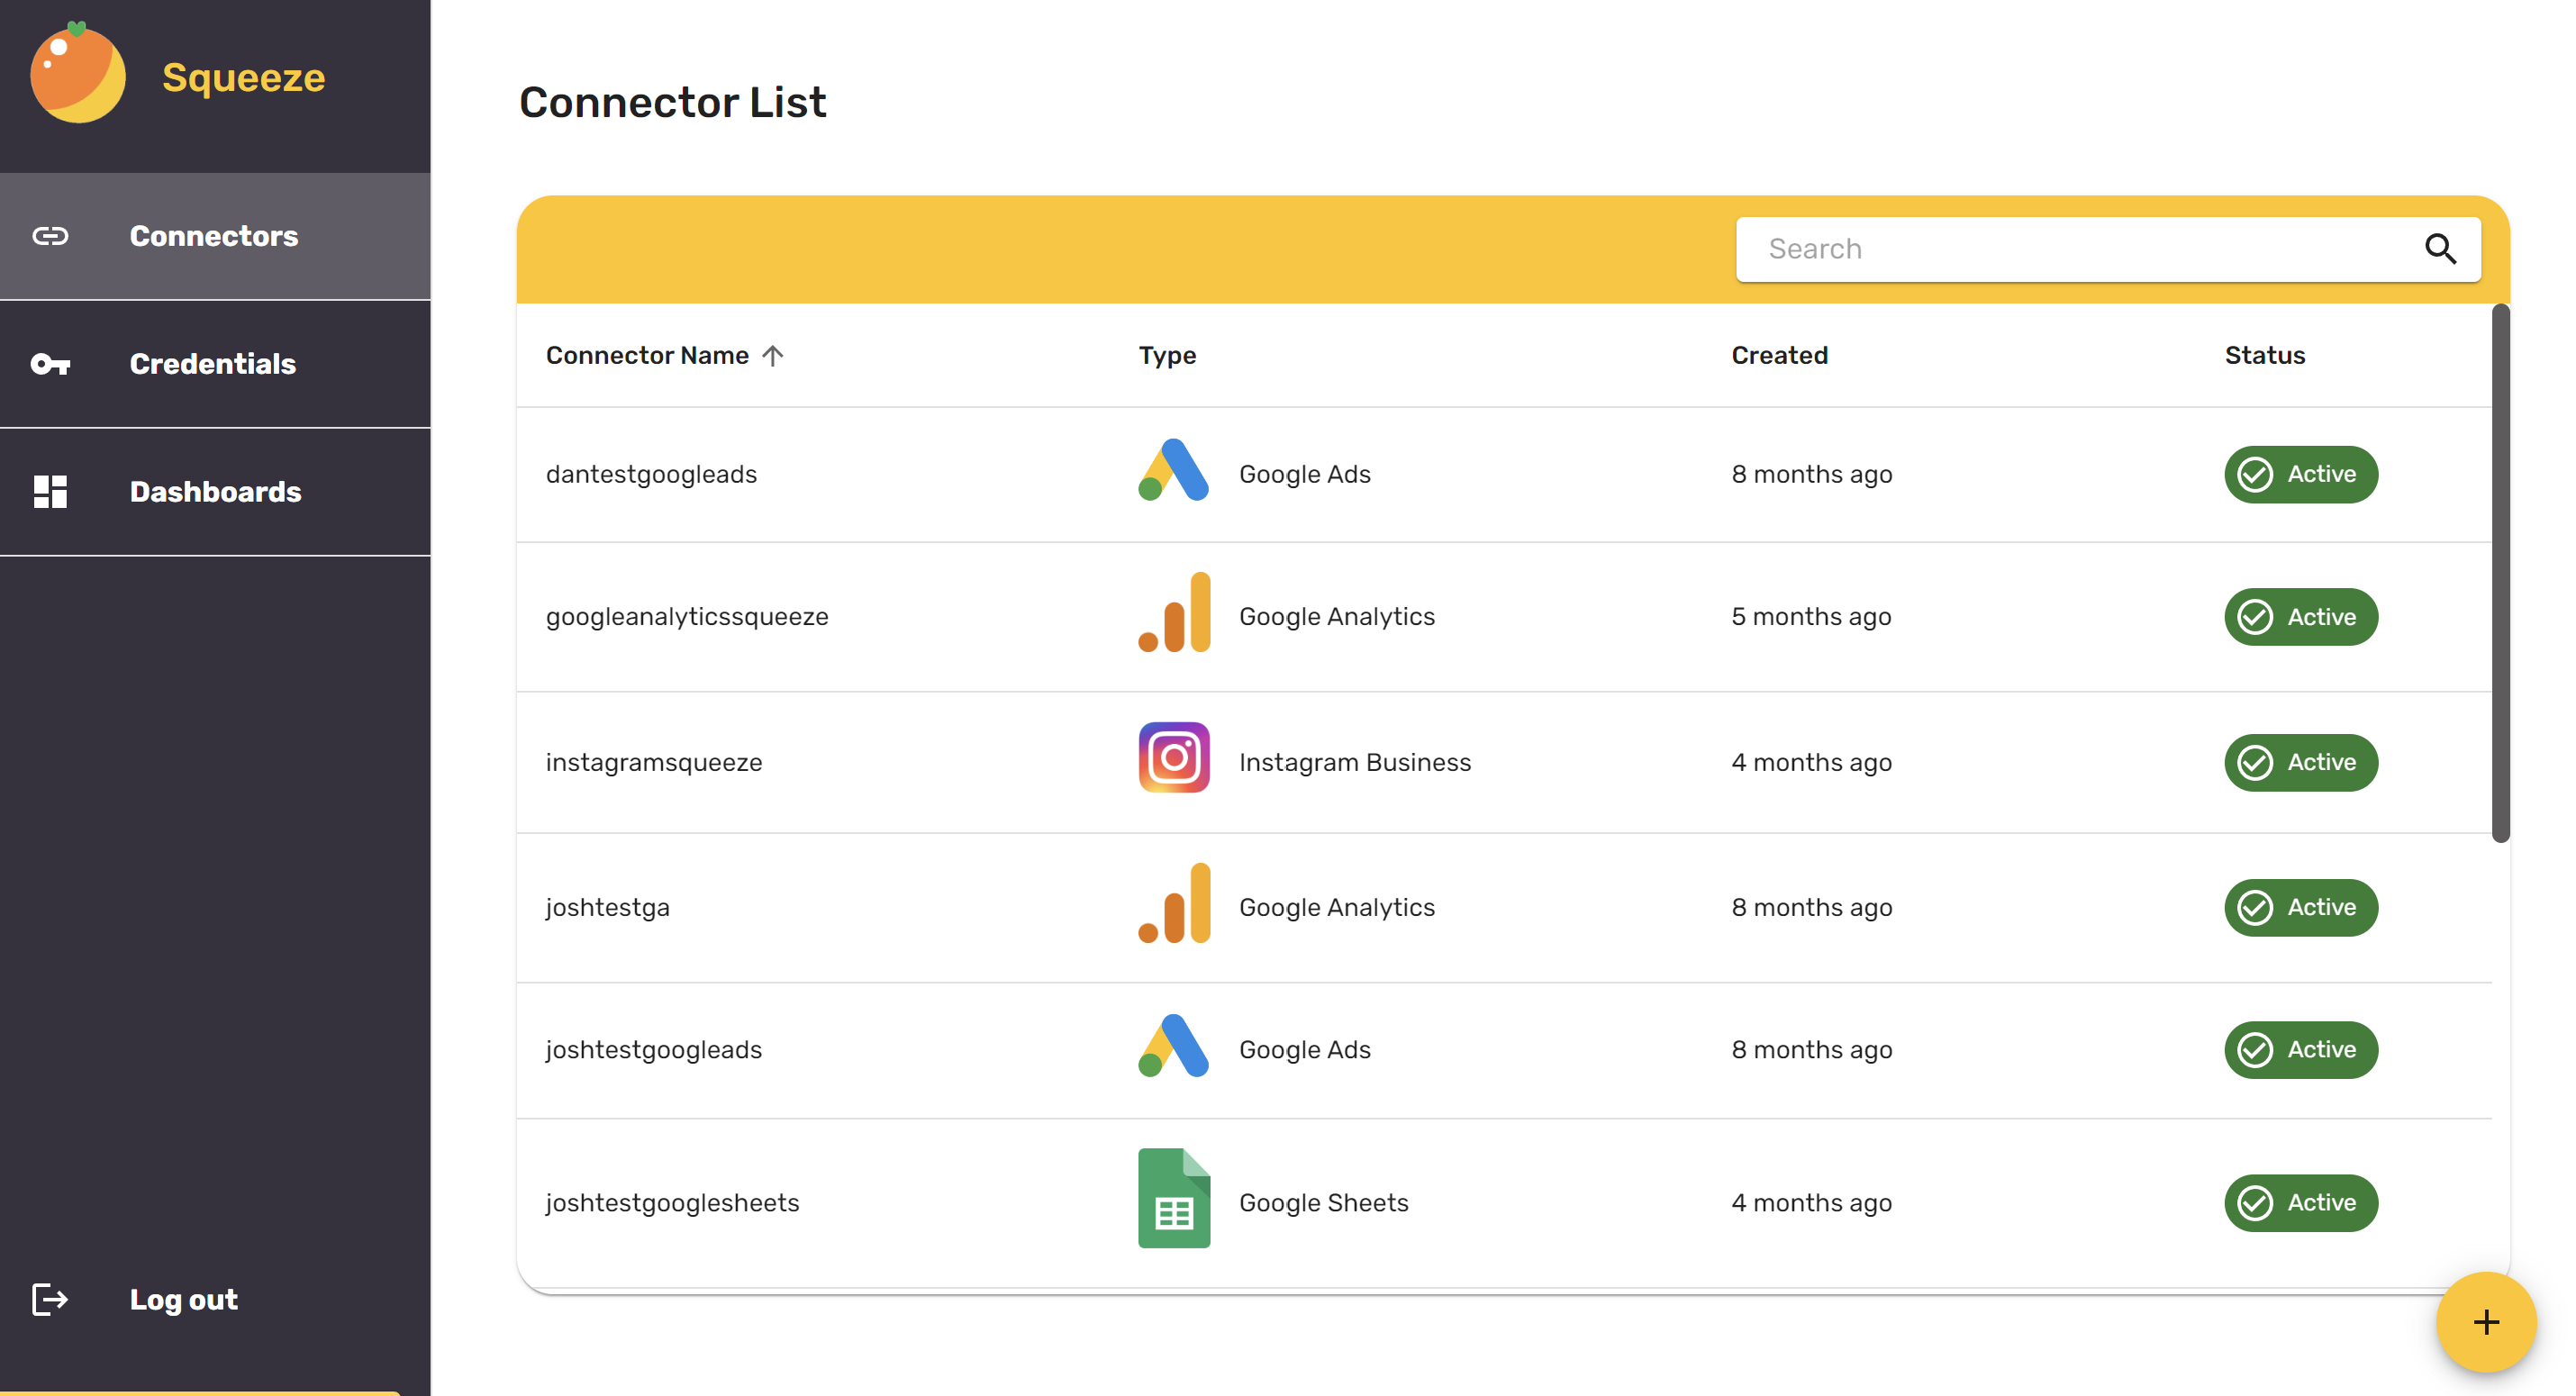 Squeeze
Connectors
Credentials
Dashboards
Log out
Connector List
Search
Connector Name Type Created Status
dantestgoogleads Google Ads 8 months ago Active
googleanalyticssqueeze Google Analytics 5 months ago Active
instagramsqueeze Instagram Business 4 months ago Active
joshtestga Google Analytics 8 months ago Active
joshtestgoogleads Google Ads 8 months ago Active
joshtestgooglesheets Google Sheets 4 months ago Active